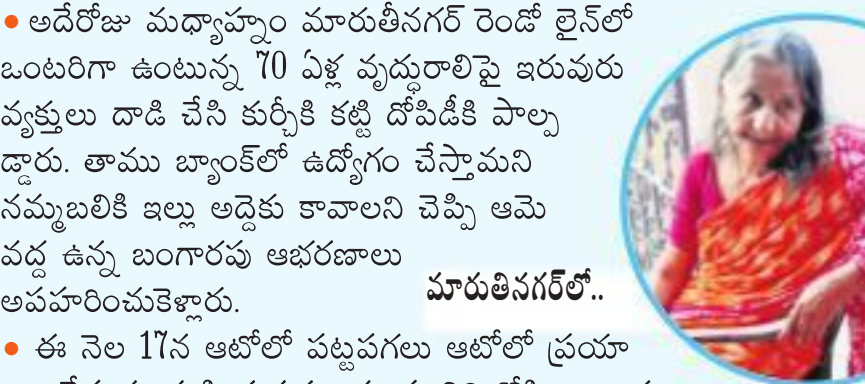 • అదేరోజు మధ్యాహ్నం మారుతీనగర్ రెండో లైన్‌లో
ఒంటరిగా ఉంటున్న 70 ఏళ్ల వృద్ధురాలిపై ఇరువురు
వ్యక్తులు దాడి చేసి కుర్చీకి కట్టి దోపిడీకి పాల్ప
డ్డారు. తాము బ్యాంక్‌లో ఉద్యోగం చేస్తామని
నమ్మబలికి ఇల్లు అద్దెకు కావాలని చెప్పి ఆమె
వద్ద ఉన్న బంగారపు ఆభరణాలు
అపహరించుకెళ్లారు.
మారుతినగర్‌లో..
• ఈ నెల 17న ఆటోలో పట్టపగలు ఆటోలో ప్రయా